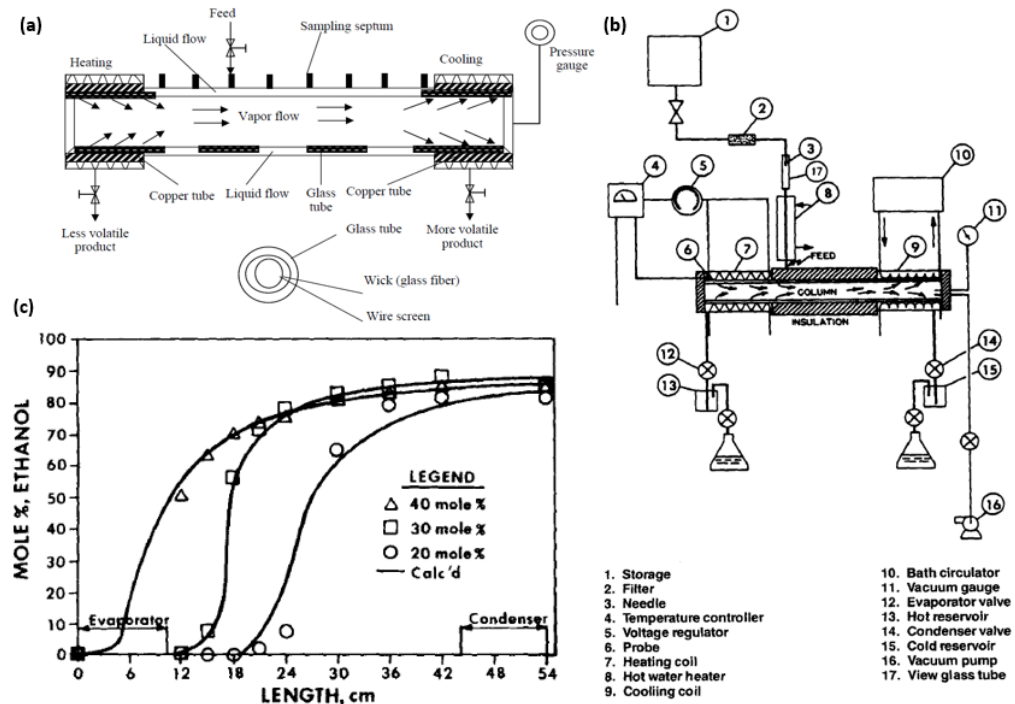 (a)
Feed
Sampling septum
Liquid flow
Heating
Cooling
Pressure
gauge
Vapor flow
Copper tube
Liquid flow
Glass
tube
Copper tube
Less volatile
product
More volatile
product
Glass tube
Wick (glass fiber)
Wire screen
(b)
1
2
3
17
4
5
8
10
11
6
7
9
FEED
COLUMN
INSULATION
12
13
14
15
16
1. Storage
2. Filter
3. Needle
4. Temperature controller
5. Voltage regulator
6. Probe
7. Heating coil
8. Hot water heater
9. Cooliing coil
10. Bath circulator
11. Vacuum gauge
12. Evaporator valve
13. Hot reservoir
14. Condenser valve
15. Cold reservoir
16. Vacuum pump
17. View glass tube
(c)
MOLE %, ETHANOL
100
90
80
70
60
50
40
30
20
10
0
LEGEND
40 mole %
30 mole %
20 mole %
Calc'd
Evaporator
Condenser
0 6 12 18 24 30 36 42 48 54
LENGTH, cm